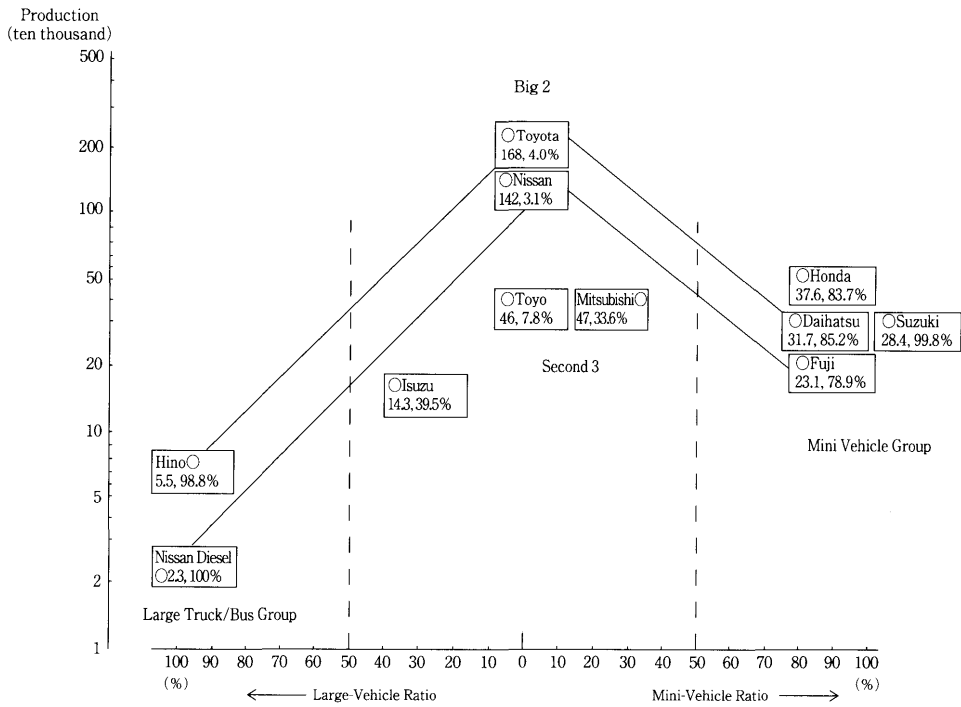 Production
(ten thousand)
500
200
100
50
20
10
5
2
1
Big 2
○Toyota
168, 4.0%
○Nissan
142, 3.1%
○Toyo
46, 7.8%
Mitsubishi○
47, 33.6%
Second 3
○Isuzu
14.3, 39.5%
○Honda
37.6, 83.7%
○Daihatsu
31.7, 85.2%
○Suzuki
28.4, 99.8%
○Fuji
23.1, 78.9%
Mini Vehicle Group
Hino○
5.5, 98.8%
Nissan Diesel
○2.3, 100%
Large Truck/Bus Group
100 90 80 70 60 50 40 30 20 10 0 10 20 30 40 50 60 70 80 90 100
(%) (%)
← Large-Vehicle Ratio Mini-Vehicle Ratio →